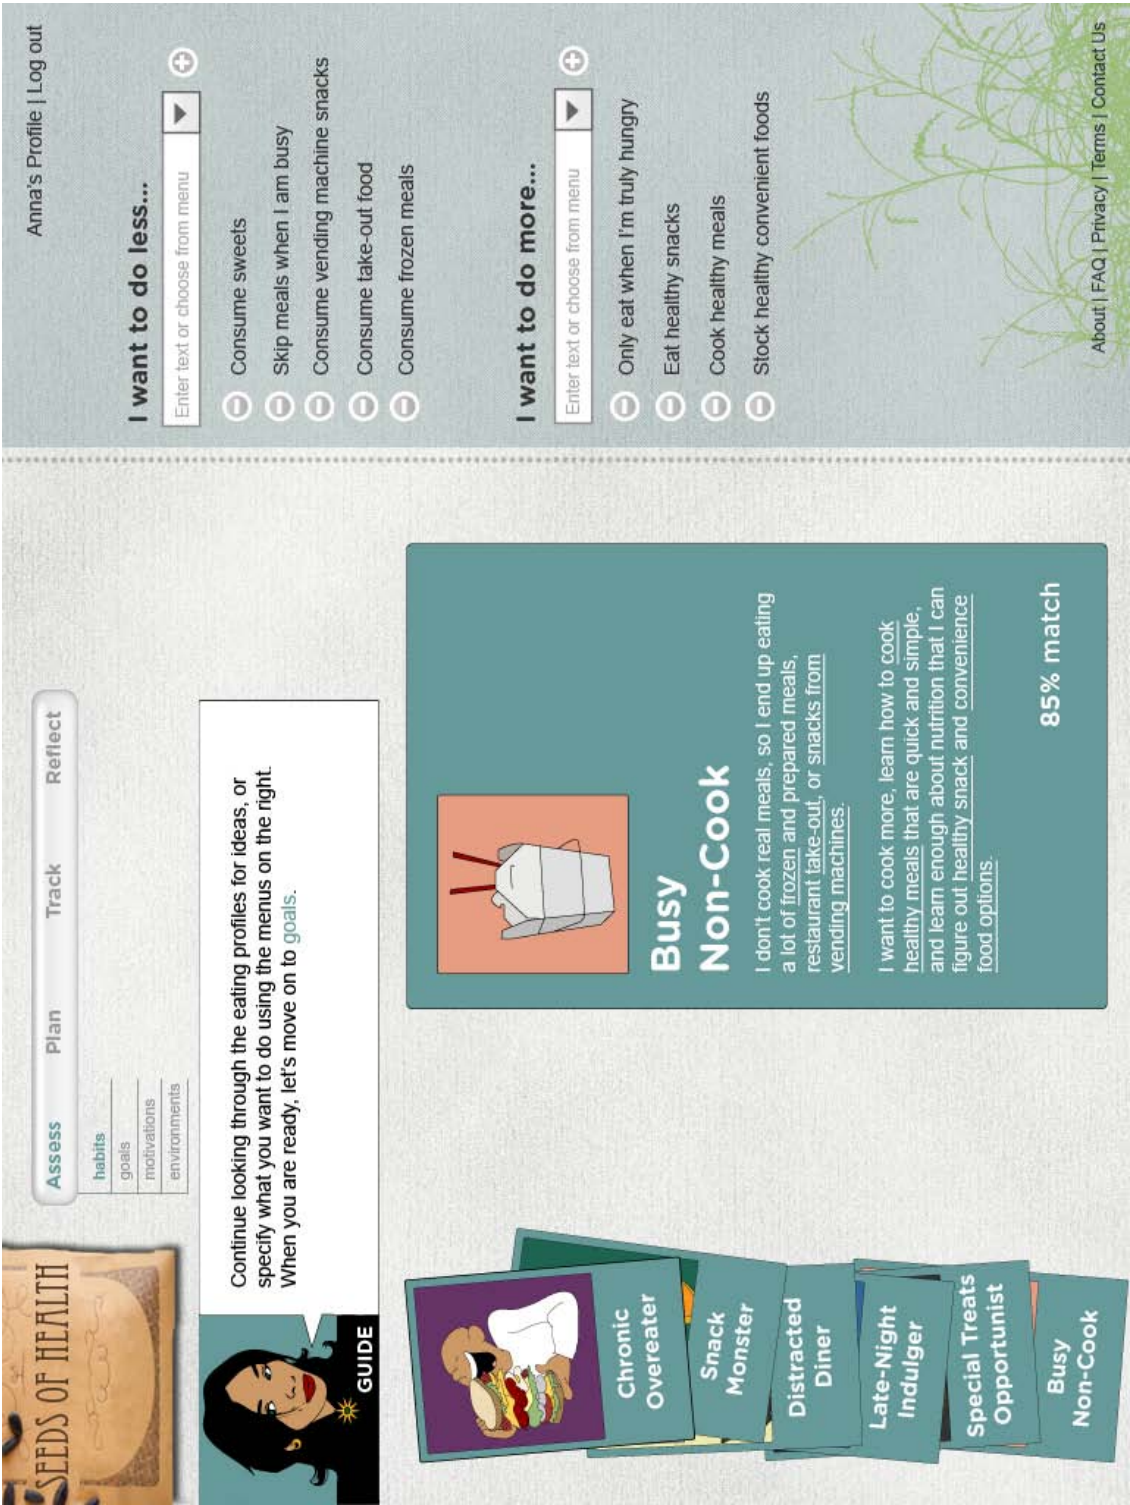 SEEDS OF HEALTH
Assess Plan Track Reflect
habits
goals
motivations
environments
Anna's Profile | Log out
GUIDE
Continue looking through the eating profiles for ideas, or
specify what you want to do using the menus on the right.
When you are ready, let's move on to goals.
Chronic
Overeater
Snack
Monster
Distracted
Diner
Late-Night
Indulger
Special Treats
Opportunist
Busy
Non-Cook
Busy
Non-Cook
I don't cook real meals, so I end up eating
a lot of frozen and prepared meals,
restaurant take-out, or snacks from
vending machines.
I want to cook more, learn how to cook
healthy meals that are quick and simple,
and learn enough about nutrition that I can
figure out healthy snack and convenience
food options.
85% match
I want to do less...
Enter text or choose from menu
Consume sweets
Skip meals when I am busy
Consume vending machine snacks
Consume take-out food
Consume frozen meals
I want to do more...
Enter text or choose from menu
Only eat when I'm truly hungry
Eat healthy snacks
Cook healthy meals
Stock healthy convenient foods
About | FAQ | Privacy | Terms | Contact Us